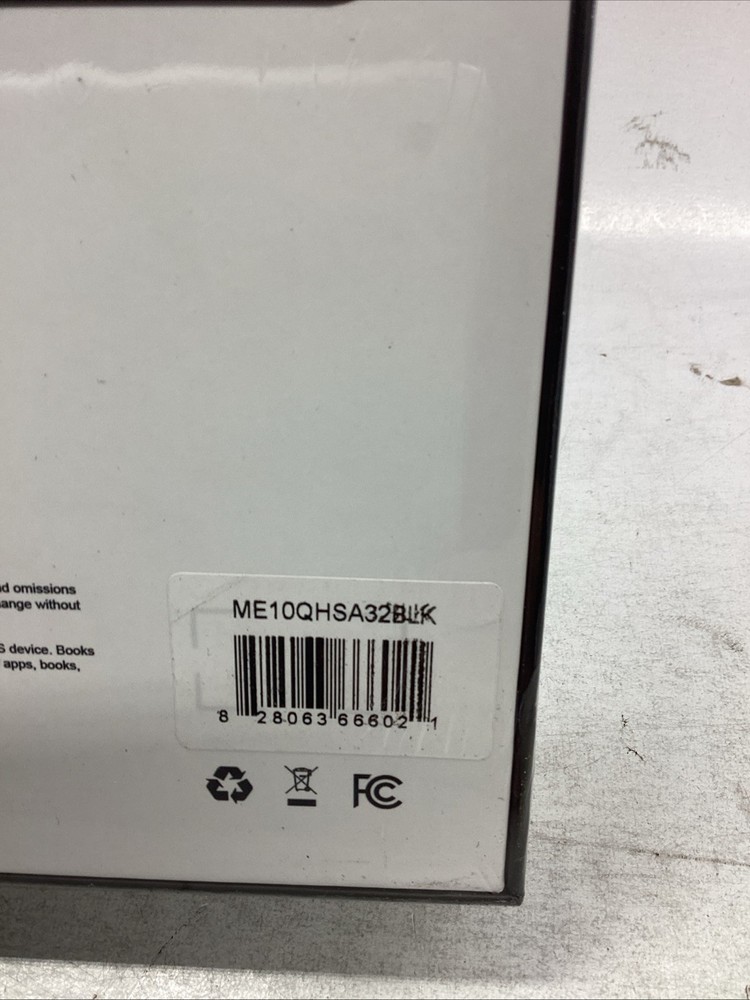 d omissions
ange without
S device. Books
apps, books,
ME10QHSA32BLK
8 28063 66602 1
FC